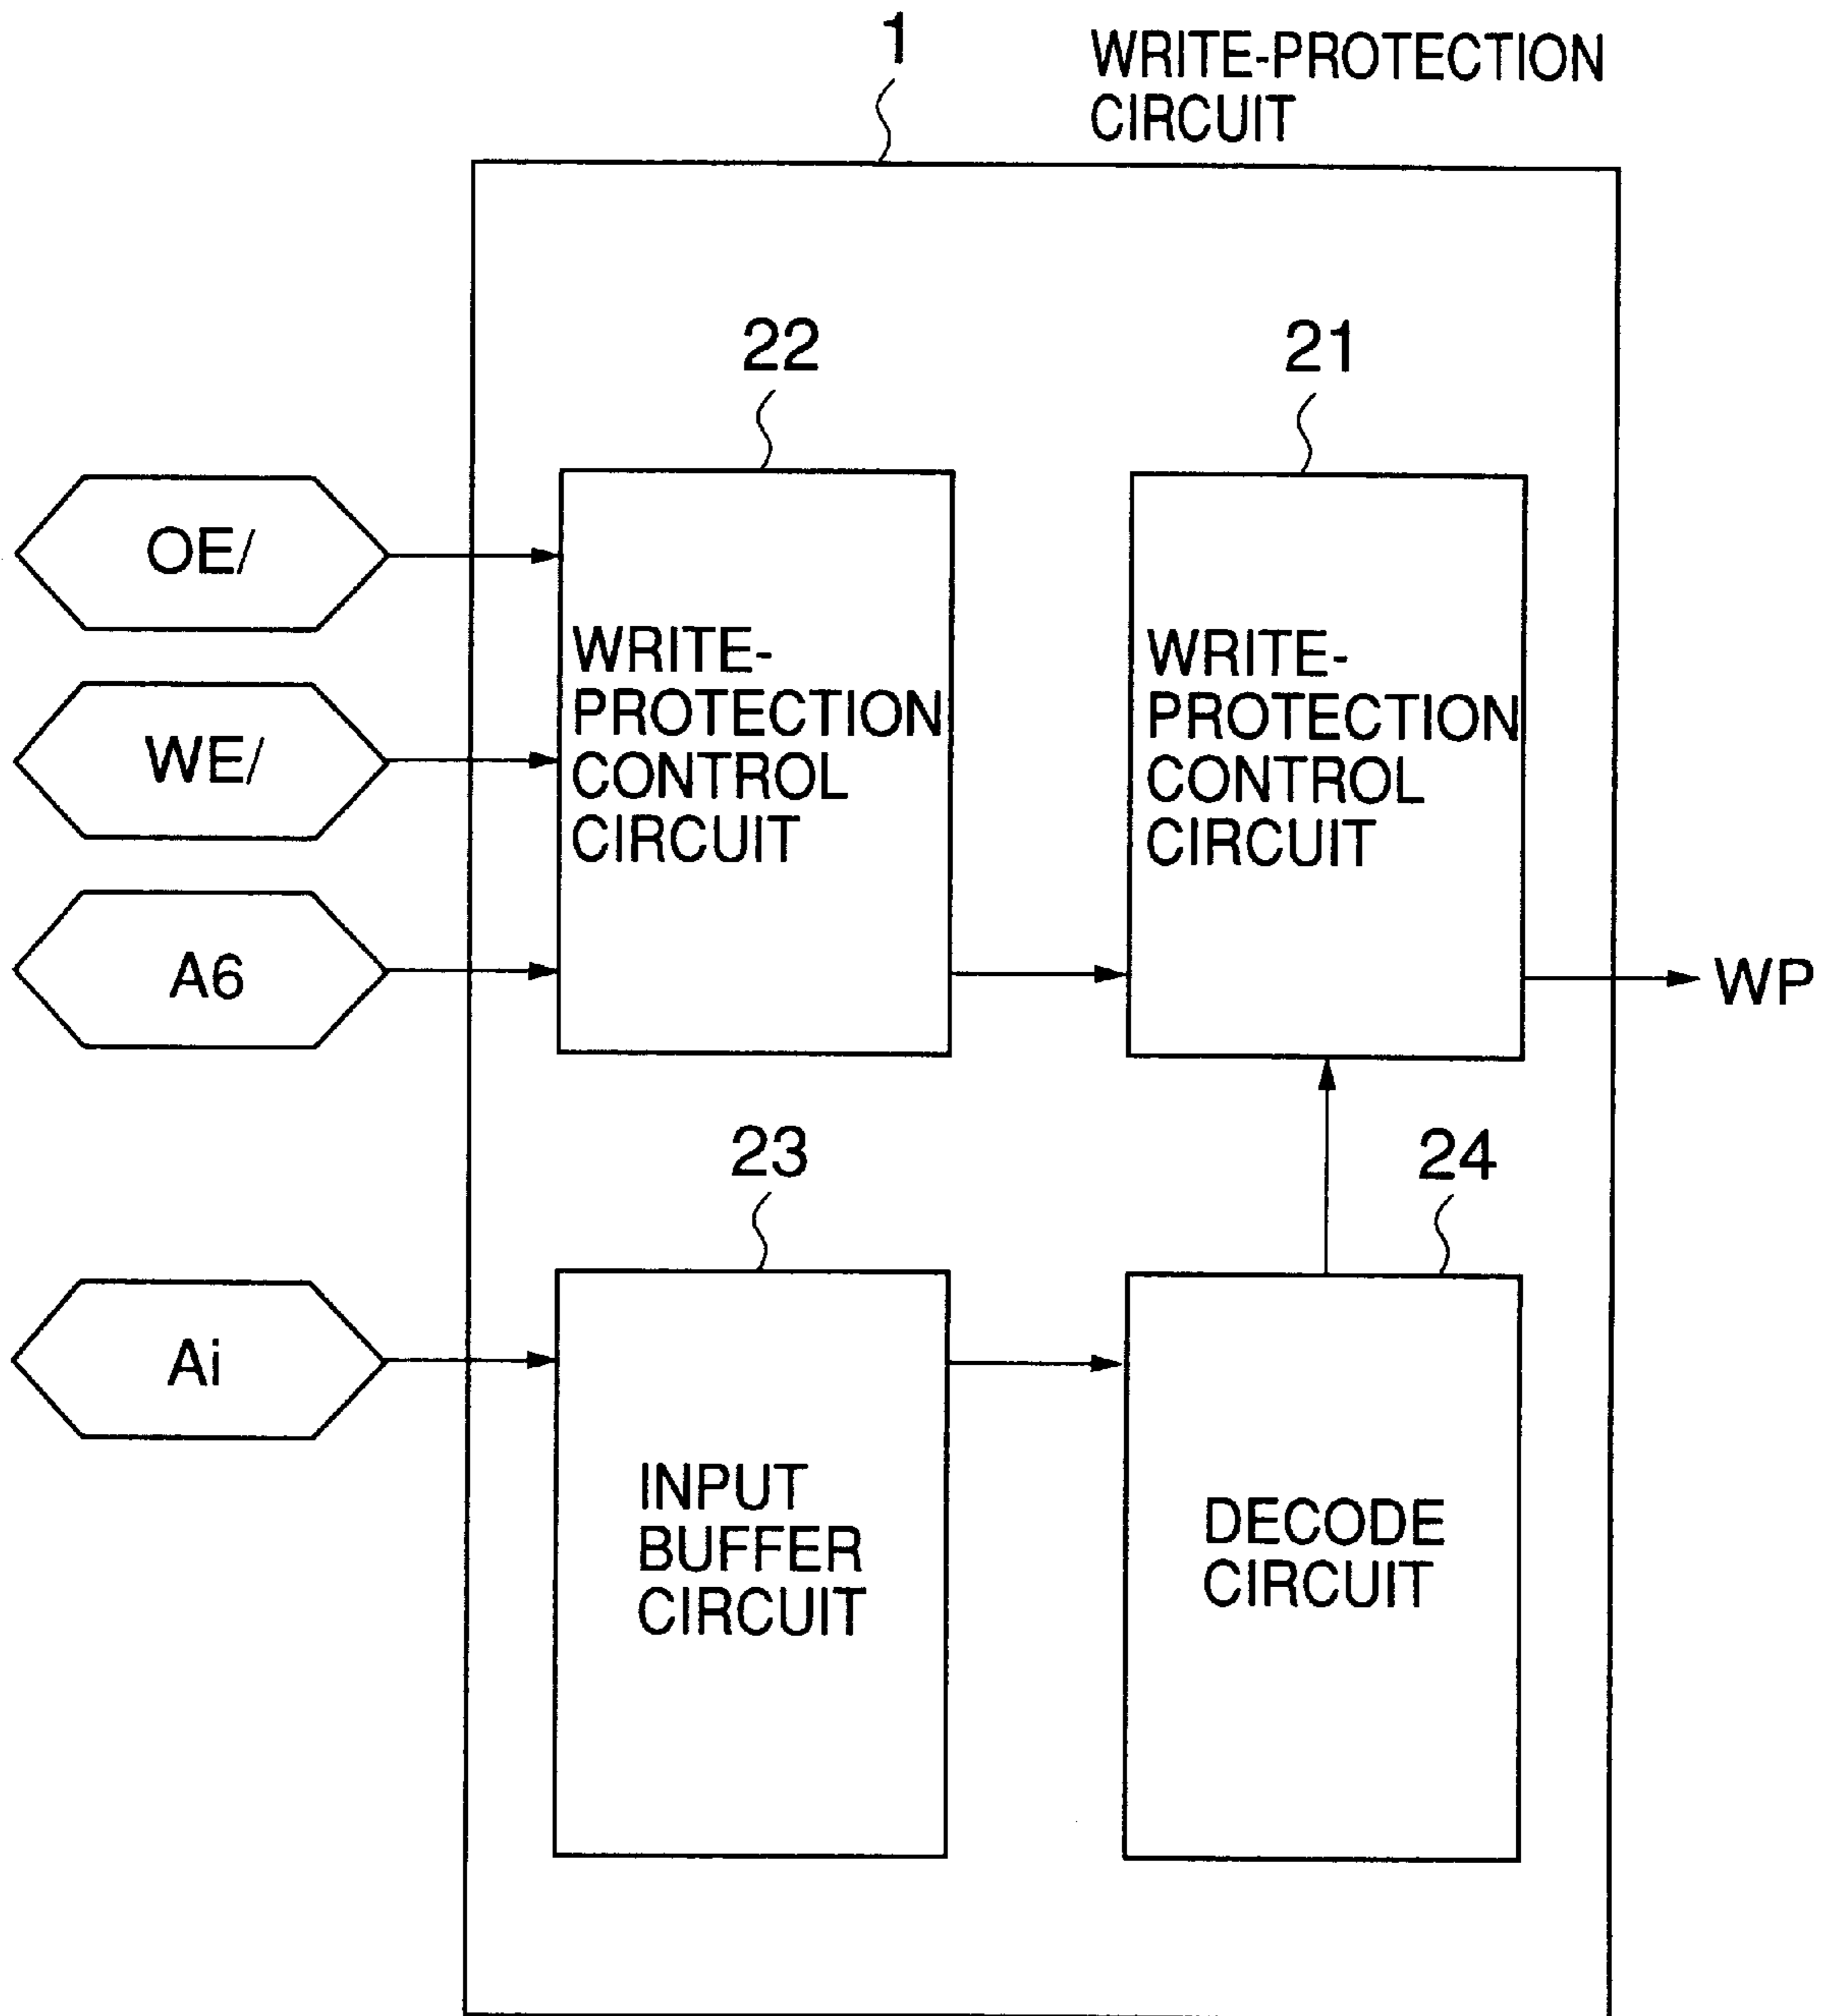 1
WRITE-PROTECTION
CIRCUIT
22
21
OE/
WE/
A6
WRITE-
PROTECTION
CONTROL
CIRCUIT
WRITE-
PROTECTION
CONTROL
CIRCUIT
WP
23
24
Ai
INPUT
BUFFER
CIRCUIT
DECODE
CIRCUIT